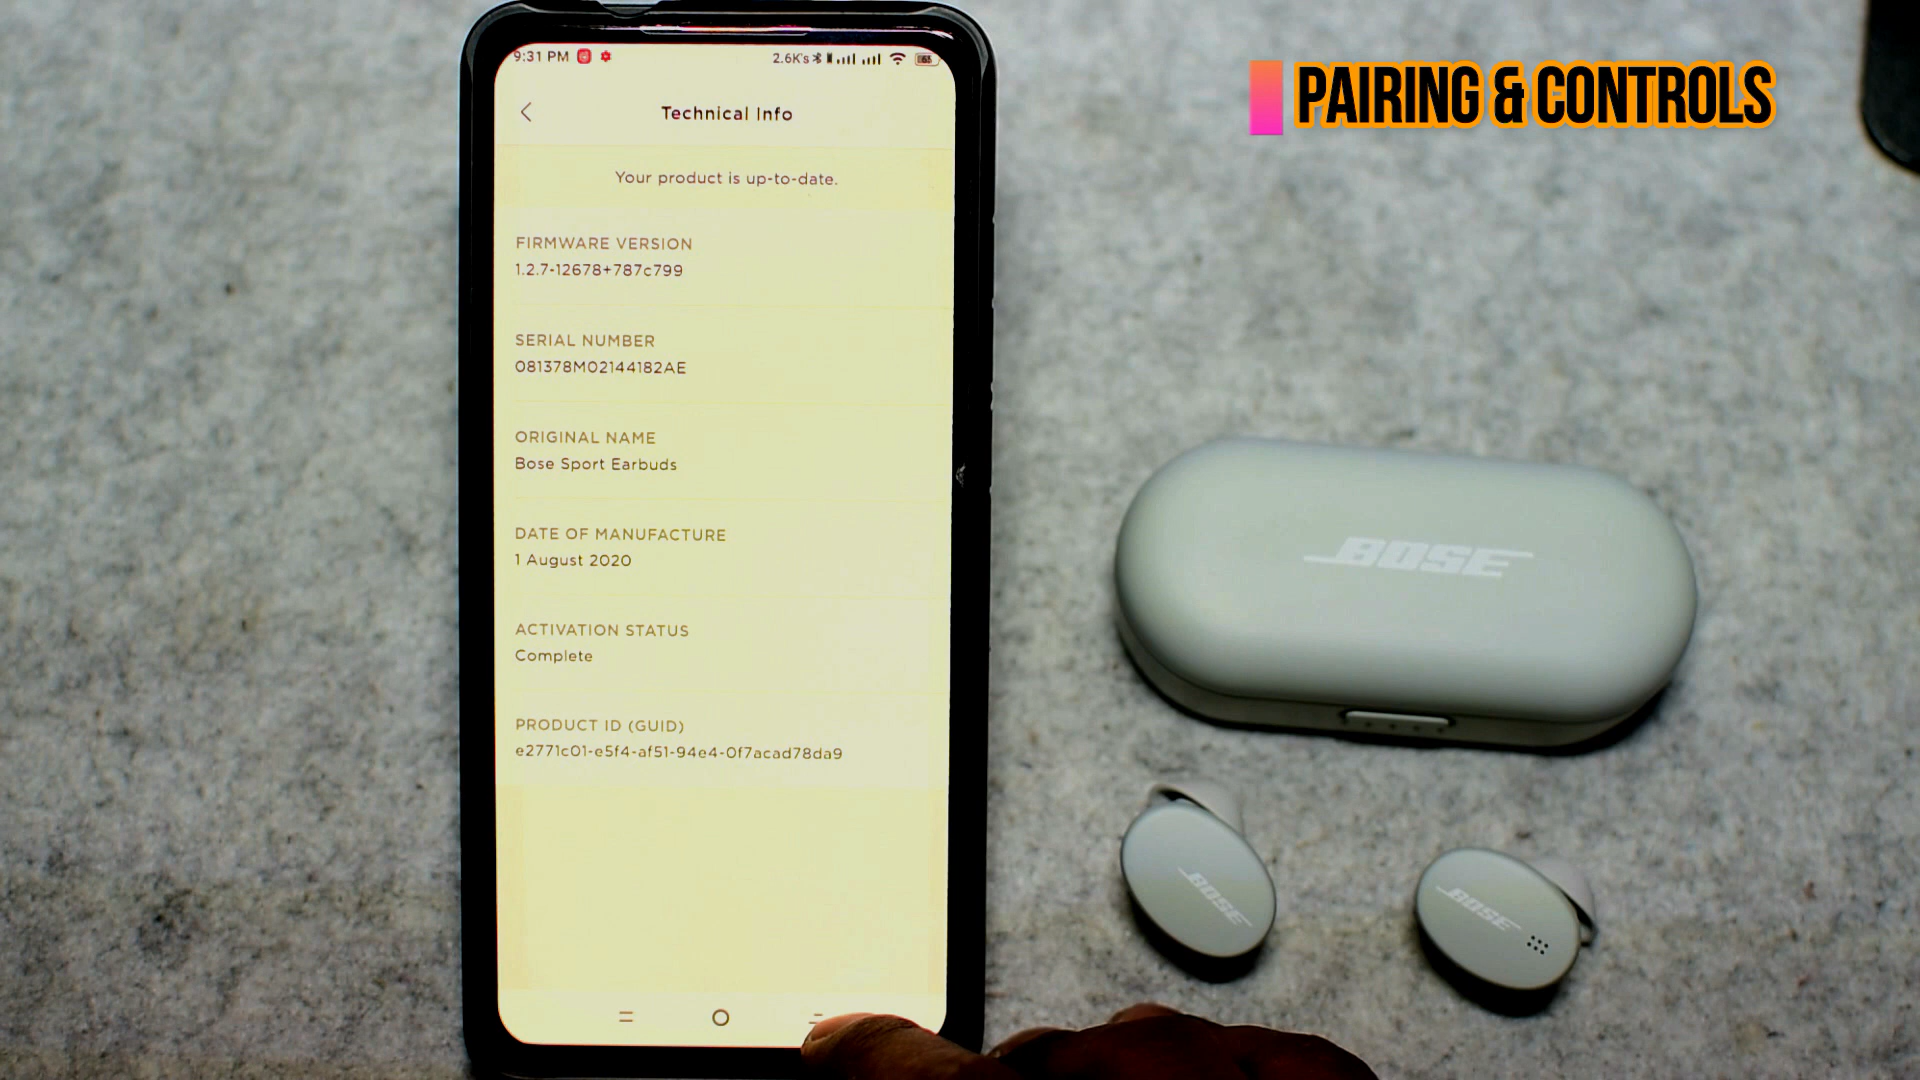 9:31 PM
2.6K's
PAIRING & CONTROLS
Technical Info
Your product is up-to-date.
FIRMWARE VERSION
1.2.7-12678+787c799
SERIAL NUMBER
081378M02144182AE
ORIGINAL NAME
Bose Sport Earbuds
DATE OF MANUFACTURE
1 August 2020
ACTIVATION STATUS
Complete
PRODUCT ID (GUID)
e2771c01-e5f4-af51-94e4-0f7acad78da9
BOSE
BOSE
BOSE